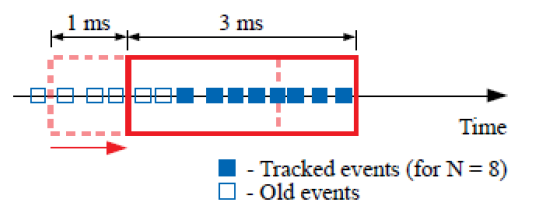 1 ms
3 ms
Time
- Tracked events (for N = 8)
- Old events